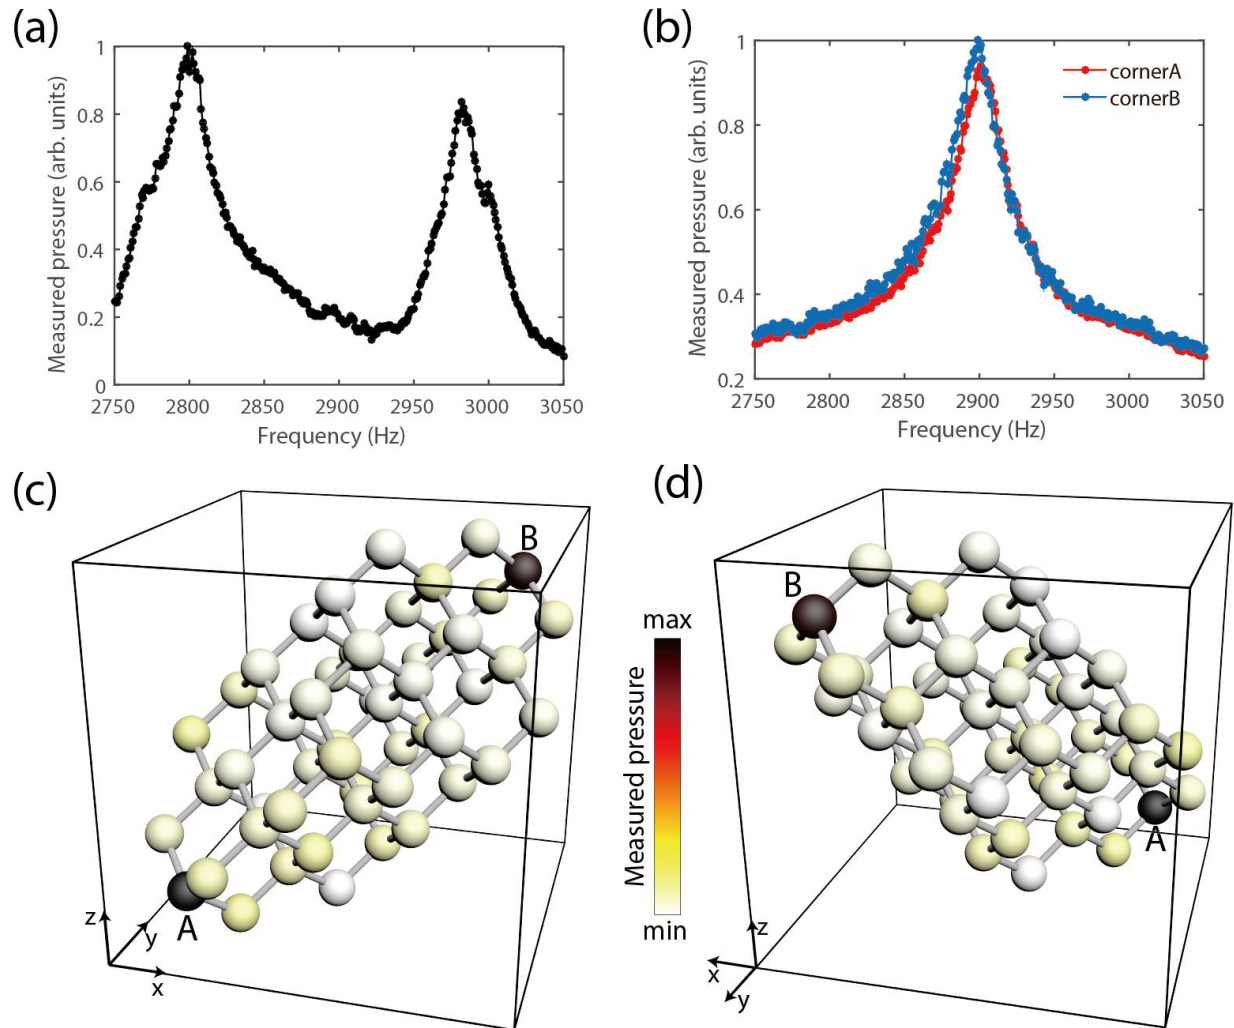 (a)
Measured pressure (arb. units)
1
0.8
0.6
0.4
0.2
0
2750 2800 2850 2900 2950 3000 3050
Frequency (Hz)
(b)
Measured pressure (arb. units)
1
0.8
0.6
0.4
0.2
cornerA
cornerB
2750 2800 2850 2900 2950 3000 3050
Frequency (Hz)
(c)
B
A
z
y
x
max
Measured pressure
min
(d)
B
A
z
x
y